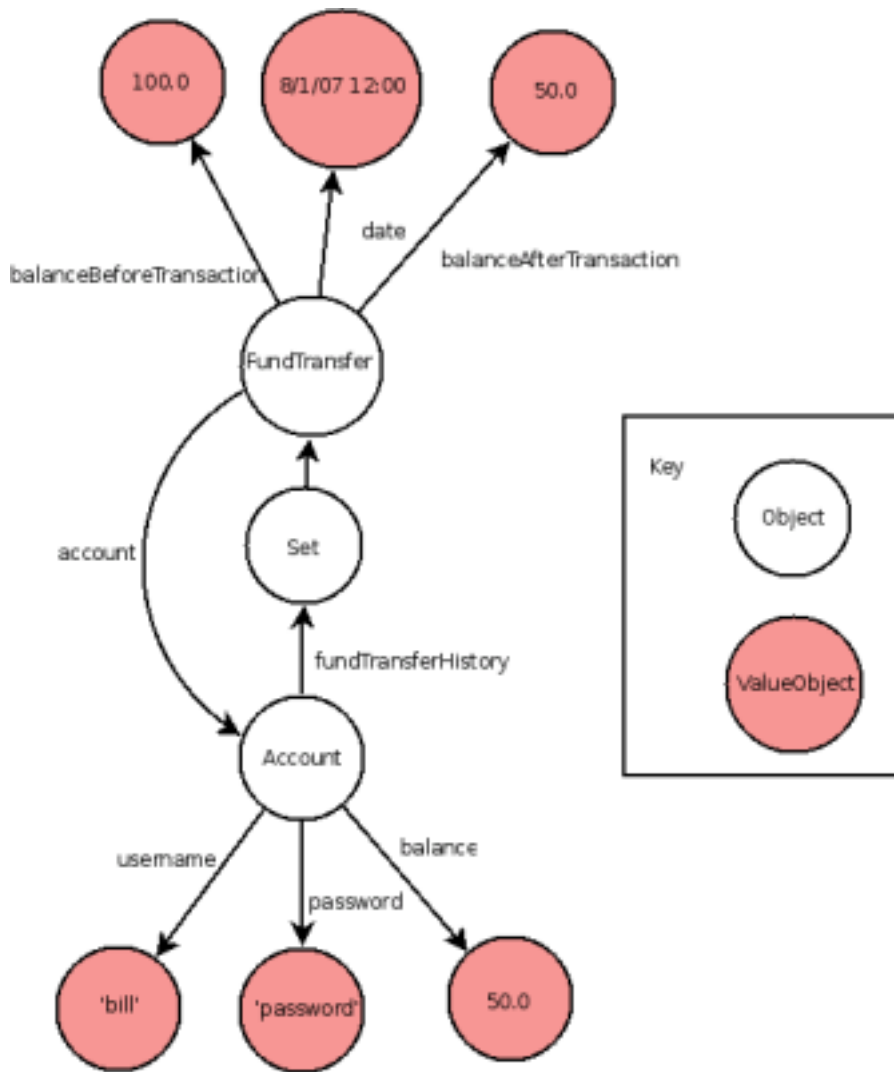 100.0
8/1/07 12:00
50.0
date
balanceBeforeTransaction
balanceAfterTransaction
FundTransfer
account
Set
fundTransferHistory
Account
username
password
balance
'bill'
'password'
50.0
Key
Object
ValueObject